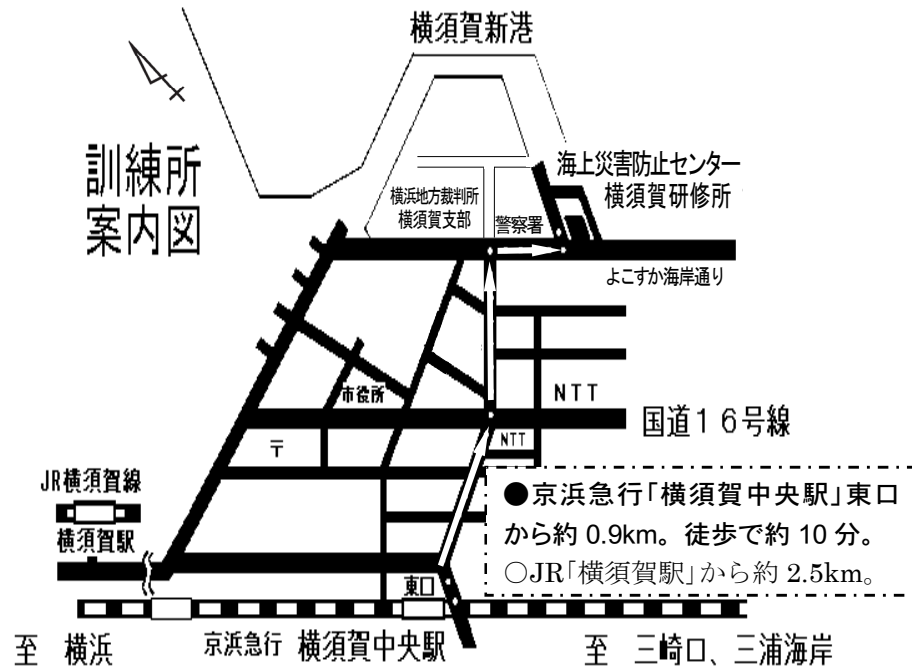 横須賀新港
訓練所
案内図
海上災害防止センター
横須賀研修所
横浜地方裁判所
横須賀支部
警察署
よこすか海岸通り
市役所
NTT
国道16号線
〒
NTT
JR横須賀線
横須賀駅
●京浜急行「横須賀中央駅」東口
から約 0.9km。徒歩で約 10 分。
○JR「横須賀駅」から約 2.5km。
東口
至 横浜
京浜急行 横須賀中央駅
至 三崎口、三浦海岸